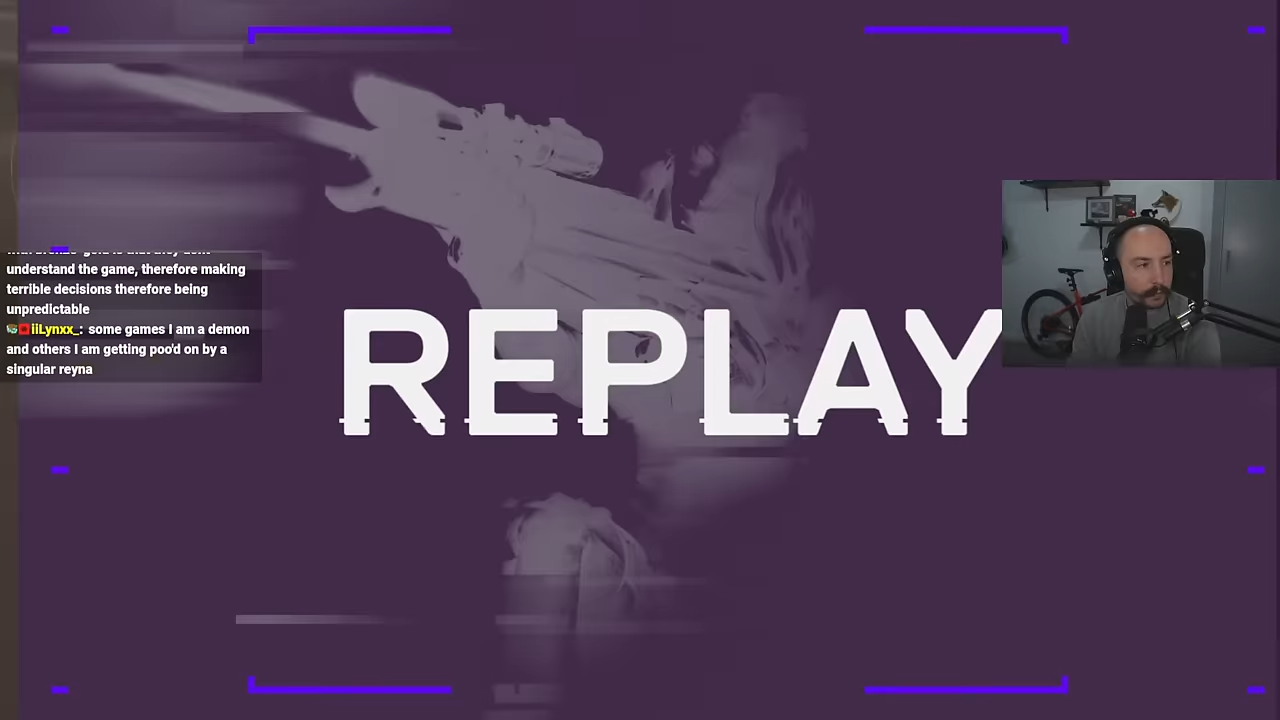 understand the game, therefore making
terrible decisions therefore being
unpredictable
iiLynxx_: some games I am a demon
and others I am getting poo'd on by a
singular reyna
REPLAY